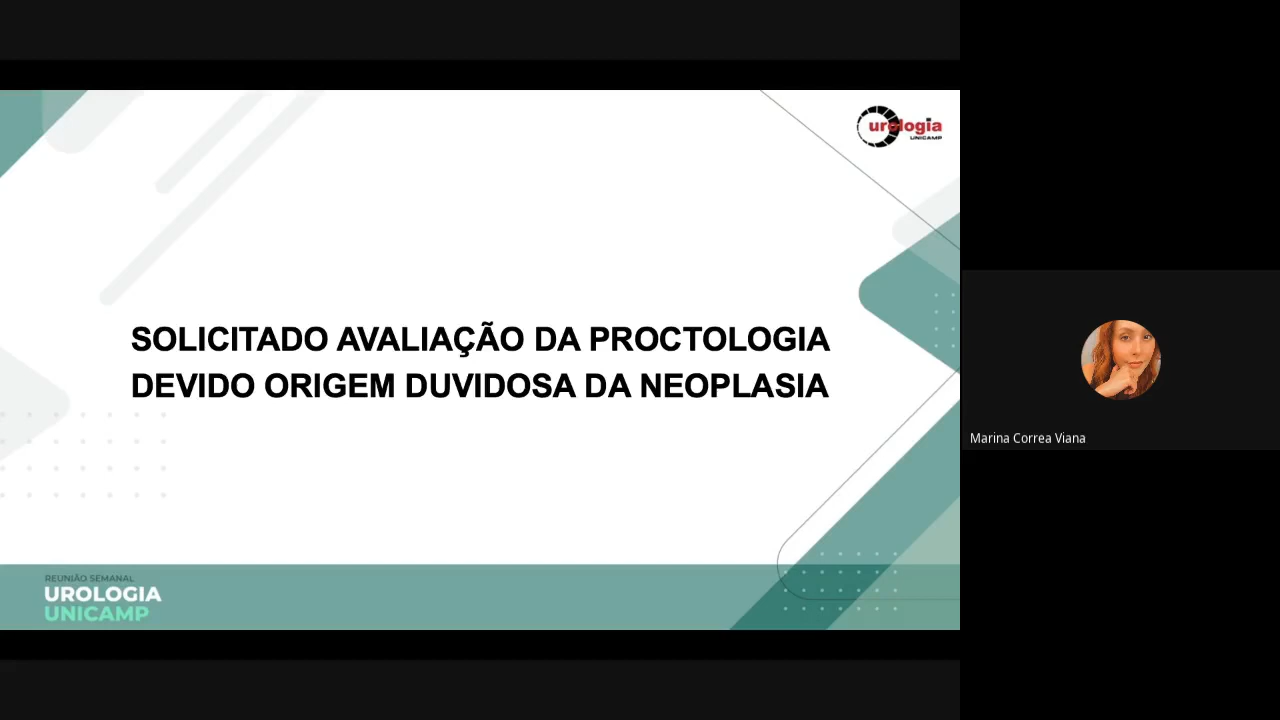 urologia
UNICAMP
SOLICITADO AVALIAÇÃO DA PROCTOLOGIA
DEVIDO ORIGEM DUVIDOSA DA NEOPLASIA
Marina Correa Viana
REUNIÃO SEMANAL
UROLOGIA
UNICAMP